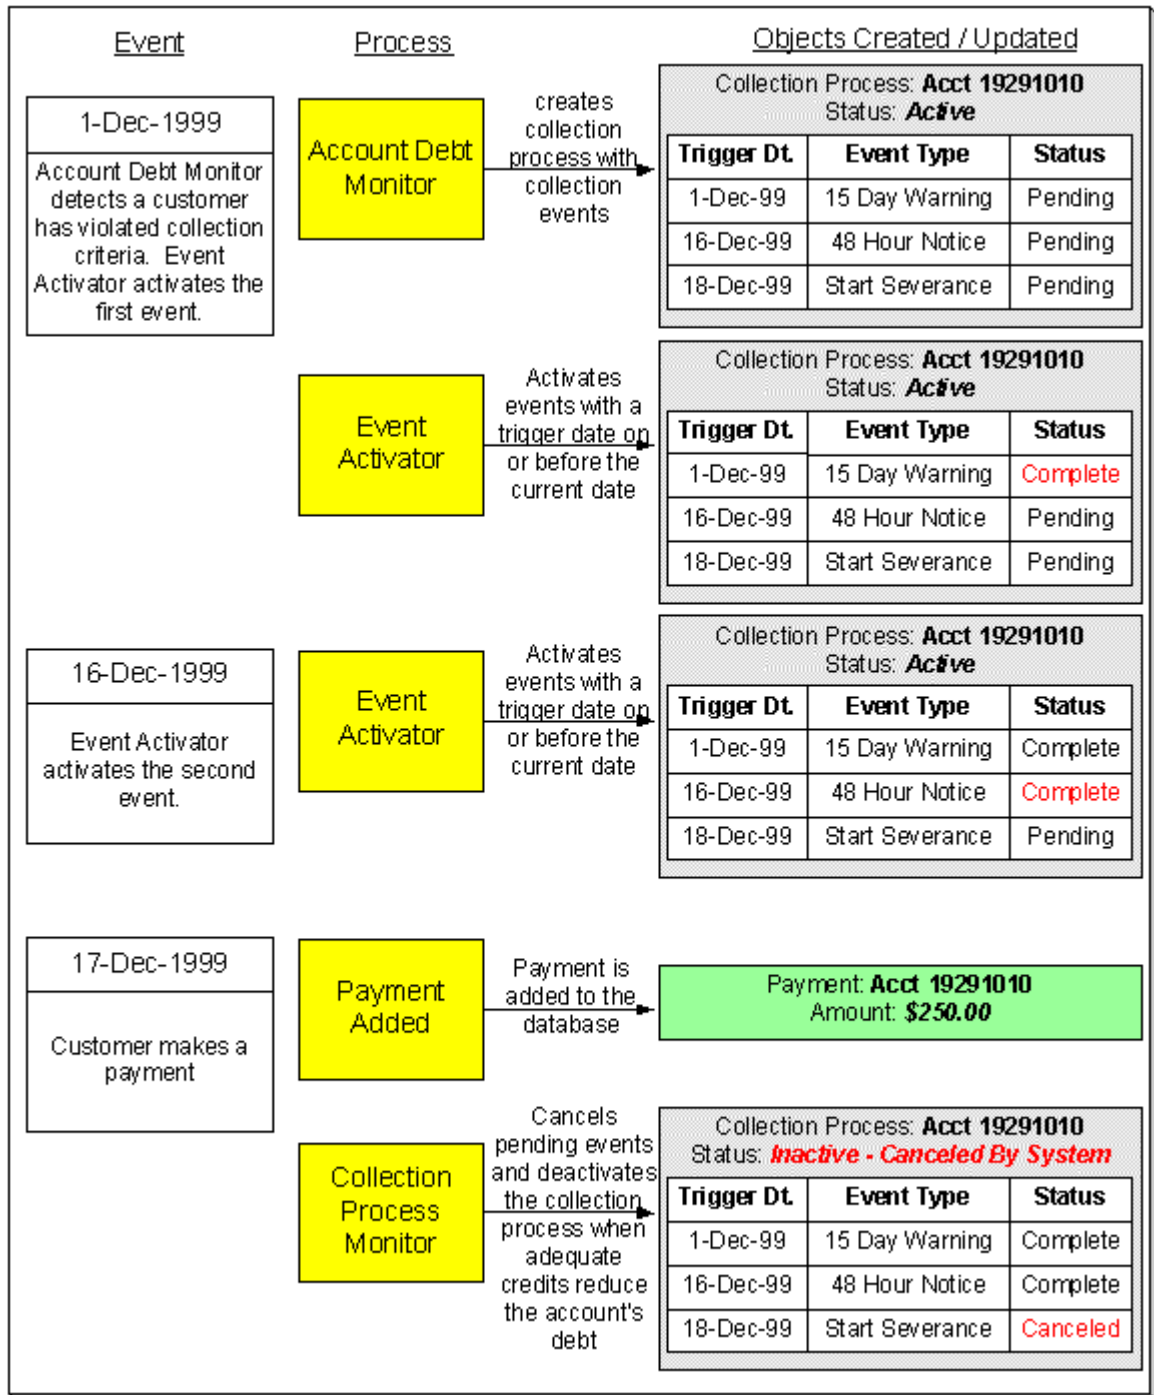 Event
Process
Objects Created / Updated
1-Dec-1999
Account Debt Monitor
detects a customer
has violated collection
criteria. Event
Activator activates the
first event.
Account Debt
Monitor
creates
collection
process with
collection
events
Collection Process: Acct 19291010
Status: Active
Trigger Dt. Event Type Status
1-Dec-99 15 Day Warning Pending
16-Dec-99 48 Hour Notice Pending
18-Dec-99 Start Severance Pending
Event
Activator
Activates
events with a
trigger date on
or before the
current date
Collection Process: Acct 19291010
Status: Active
Trigger Dt. Event Type Status
1-Dec-99 15 Day Warning Complete
16-Dec-99 48 Hour Notice Pending
18-Dec-99 Start Severance Pending
16-Dec-1999
Event Activator
activates the second
event.
Event
Activator
Activates
events with a
trigger date on
or before the
current date
Collection Process: Acct 19291010
Status: Active
Trigger Dt. Event Type Status
1-Dec-99 15 Day Warning Complete
16-Dec-99 48 Hour Notice Complete
18-Dec-99 Start Severance Pending
17-Dec-1999
Customer makes a
payment
Payment
Added
Payment is
added to the
database
Payment: Acct 19291010
Amount: $250.00
Collection
Process
Monitor
Cancels
pending events
and deactivates
the collection
process when
adequate
credits reduce
the account's
debt
Collection Process: Acct 19291010
Status: Inactive - Canceled By System
Trigger Dt. Event Type Status
1-Dec-99 15 Day Warning Complete
16-Dec-99 48 Hour Notice Complete
18-Dec-99 Start Severance Canceled